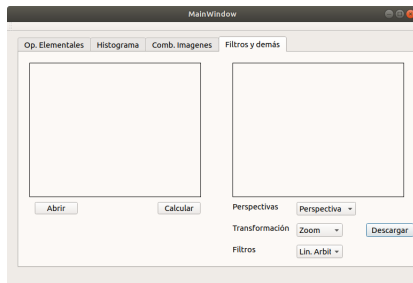 MainWindow
Op. Elementales Histograma Comb. Imagenes Filtros y demás
Abrir Calcular Perspectivas Perspectiva
Transformación Zoom Descargar
Filtros Lin. Arbit